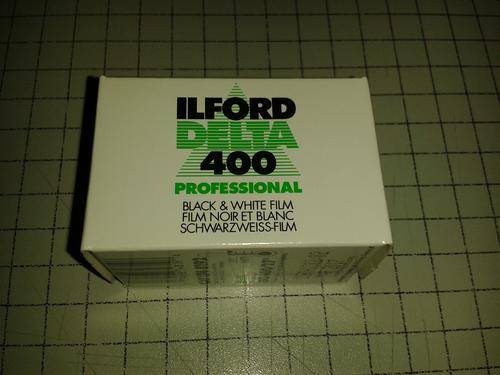 ILFORD
DELTA
400
PROFESSIONAL
BLACK & WHITE FILM
FILM NOIR ET BLANC
SCHWARZWEISS-FILM